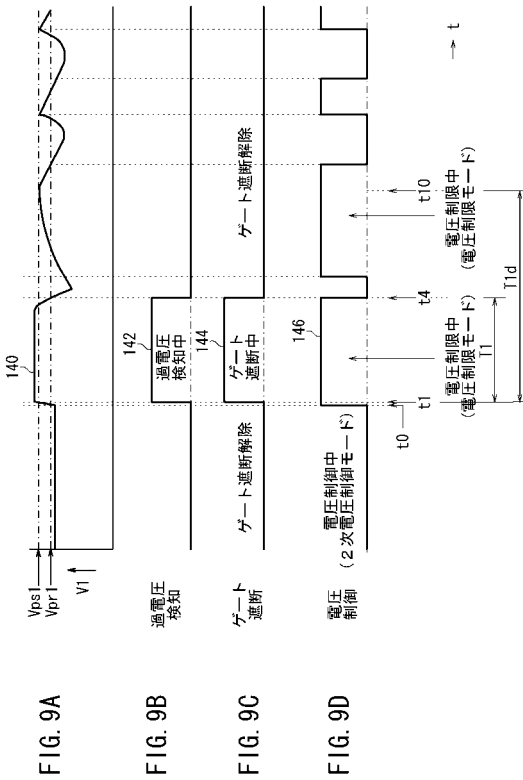 FIG. 9A
Vps1
Vpr1
V1
140
t
FIG. 9B
過電圧
検知
142
過電圧
検知中
FIG. 9C
ゲート
遮断
ゲート遮断解除
144
ゲート
遮断中
ゲート遮断解除
FIG. 9D
電圧
制御
電圧制御中
(2次電圧制御モード)
146
t0
t1
t4
t10
T1
電圧制限中
(電圧制限モード)
電圧制限中
(電圧制限モード)
T1d